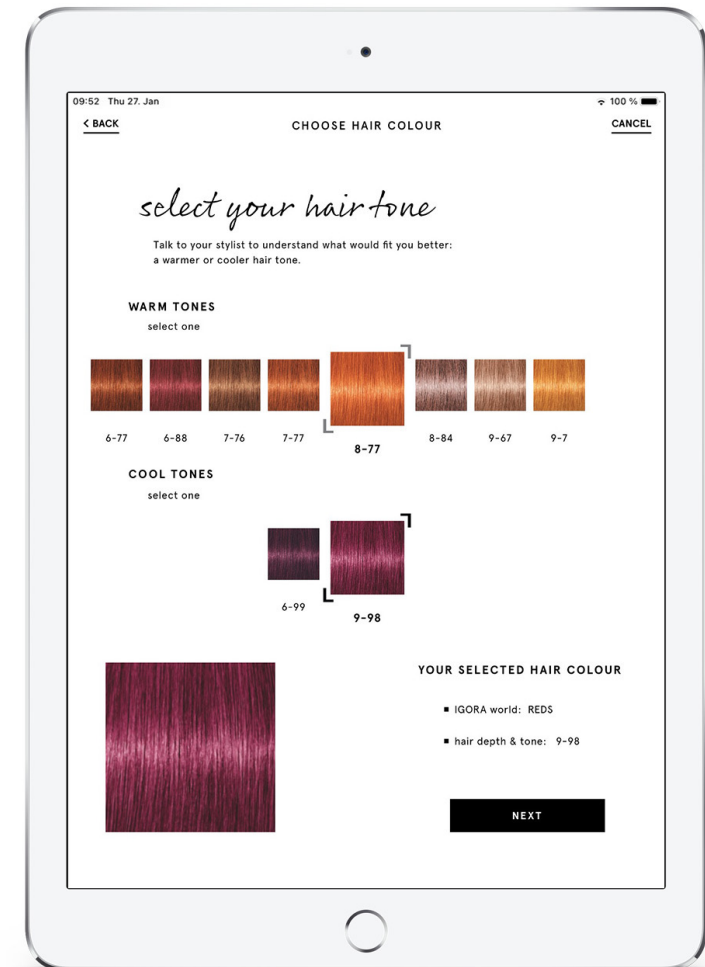 09:52 Thu 27. Jan 100 %
< BACK CHOOSE HAIR COLOUR CANCEL
select your hair tone
Talk to your stylist to understand what would fit you better:
a warmer or cooler hair tone.
WARM TONES
select one
6-77 6-88 7-76 7-77 8-77 8-84 9-67 9-7
COOL TONES
select one
6-99 9-98
YOUR SELECTED HAIR COLOUR
IGORA world: REDS
hair depth & tone: 9-98
NEXT